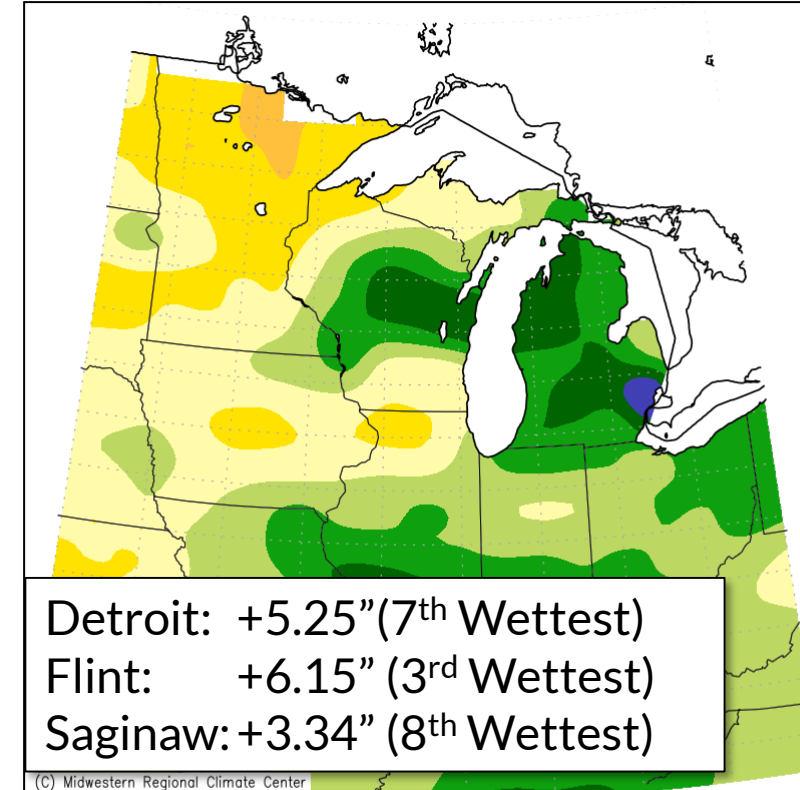 Detroit: +5.25”(7th Wettest)
Flint: +6.15” (3rd Wettest)
Saginaw: +3.34” (8th Wettest)
(C) Midwestern Regional Climate Center